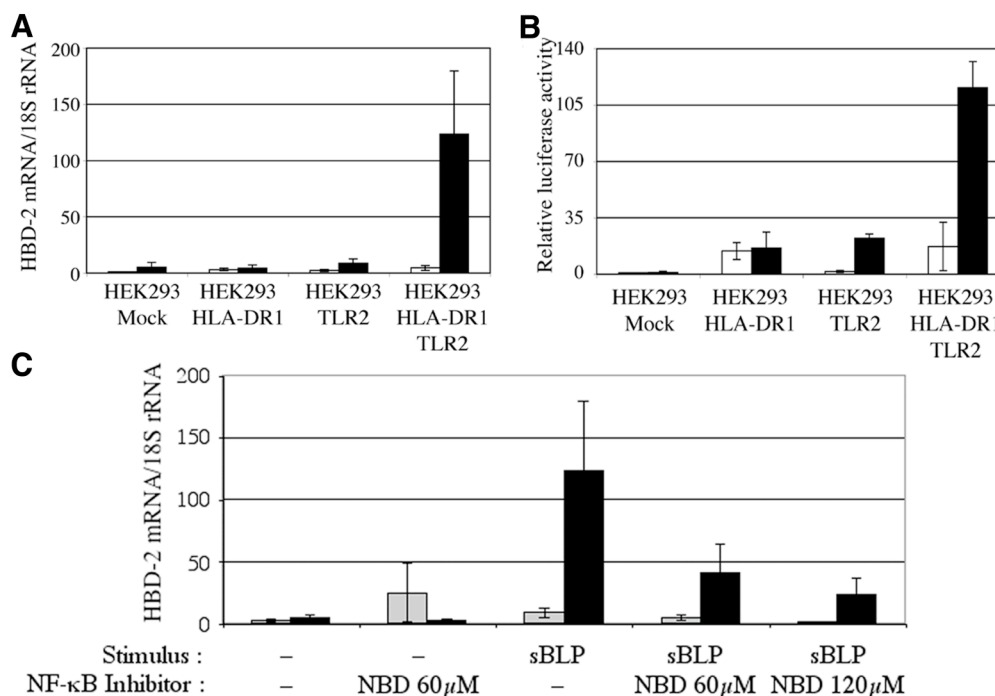 A
HBD-2 mRNA/18S rRNA
200
150
100
50
0
HEK293 HEK293 HEK293 HEK293
Mock HLA-DR1 TLR2 HLA-DR1
TLR2
B
Relative luciferase activity
140
105
70
35
0
HEK293 HEK293 HEK293 HEK293
Mock HLA-DR1 TLR2 HLA-DR1
TLR2
C
HBD-2 mRNA/18S rRNA
200
150
100
50
0
Stimulus : – – sBLP sBLP sBLP
NF-κB Inhibitor : – NBD 60μM – NBD 60μM NBD 120μM